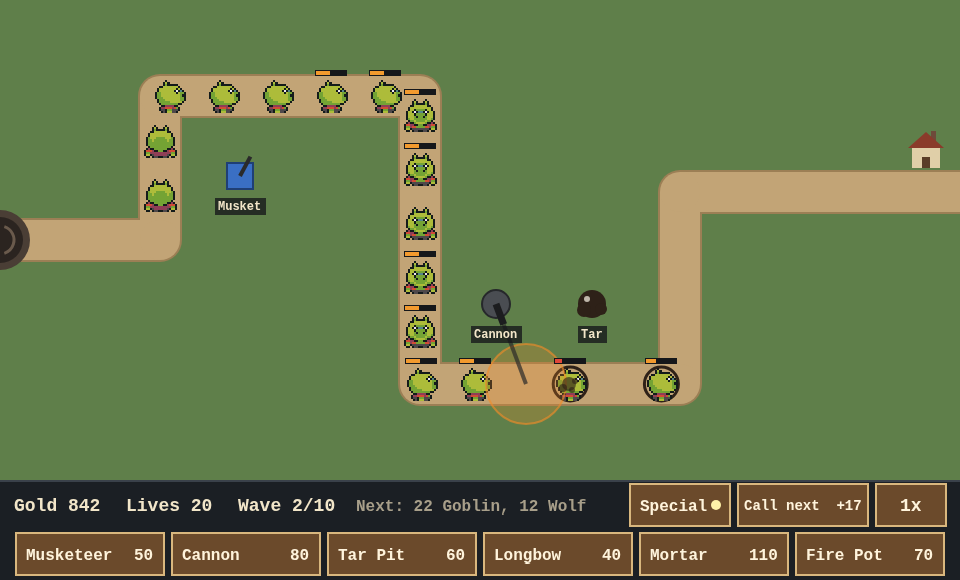 Musket
Cannon
Tar
Gold 842 Lives 20 Wave 2/10 Next: 22 Goblin, 12 Wolf Special Call next +17 1x
Musketeer 50 Cannon 80 Tar Pit 60 Longbow 40 Mortar 110 Fire Pot 70